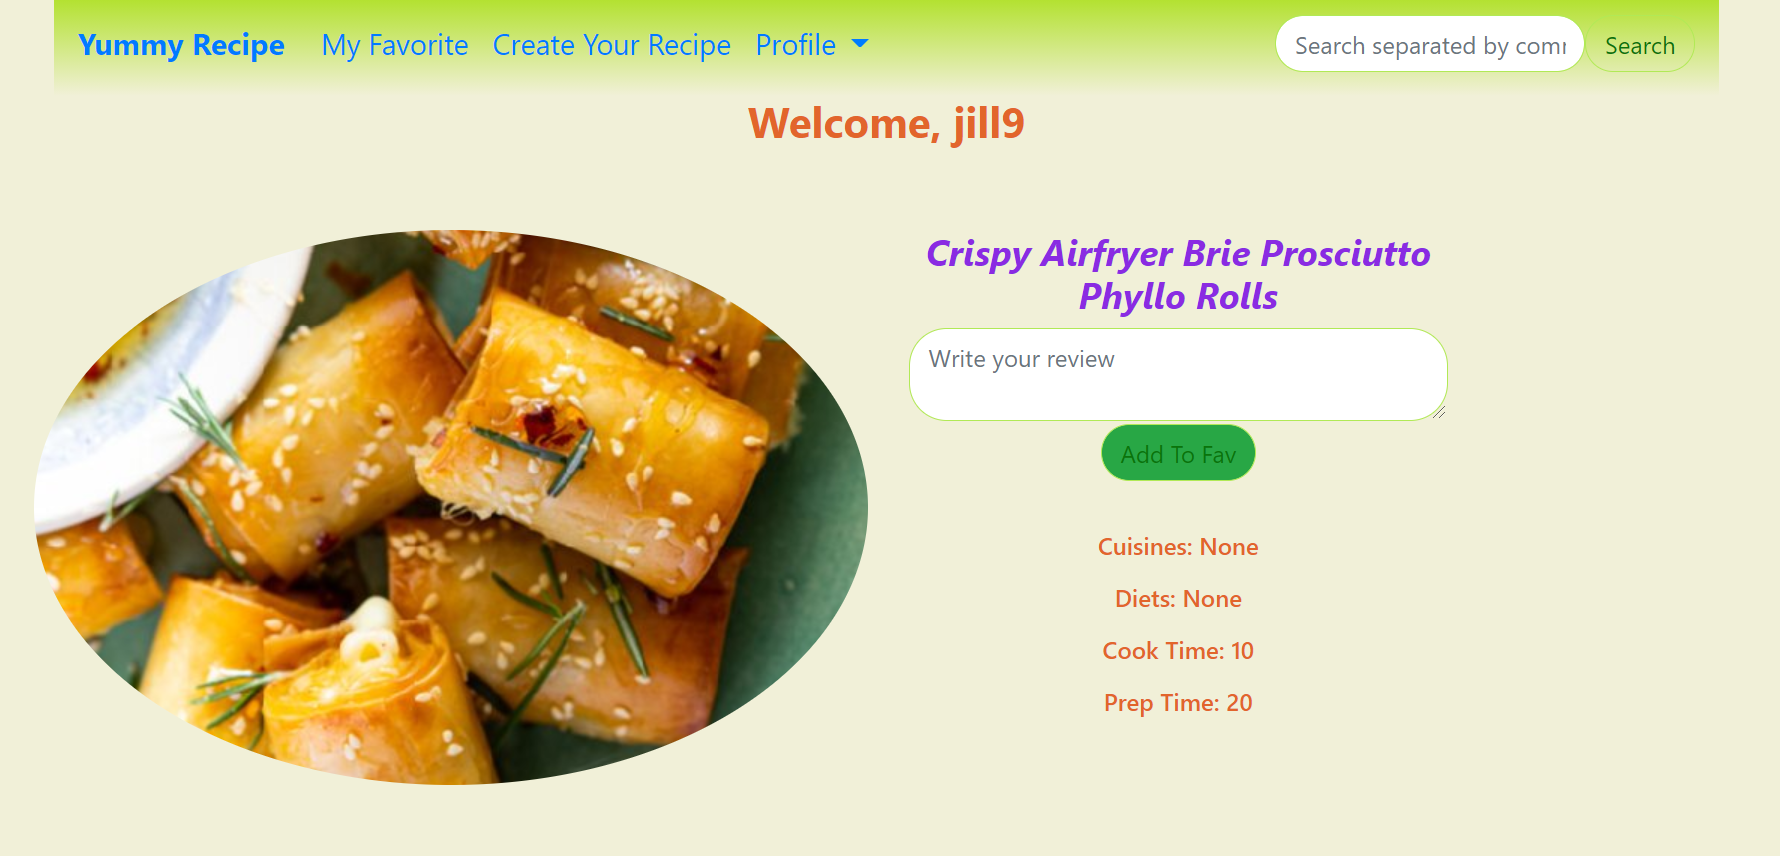 Yummy Recipe My Favorite Create Your Recipe Profile Search separated by comm Search
Welcome, jill9
Crispy Airfryer Brie Prosciutto
Phyllo Rolls
Write your review
Add To Fav
Cuisines: None
Diets: None
Cook Time: 10
Prep Time: 20